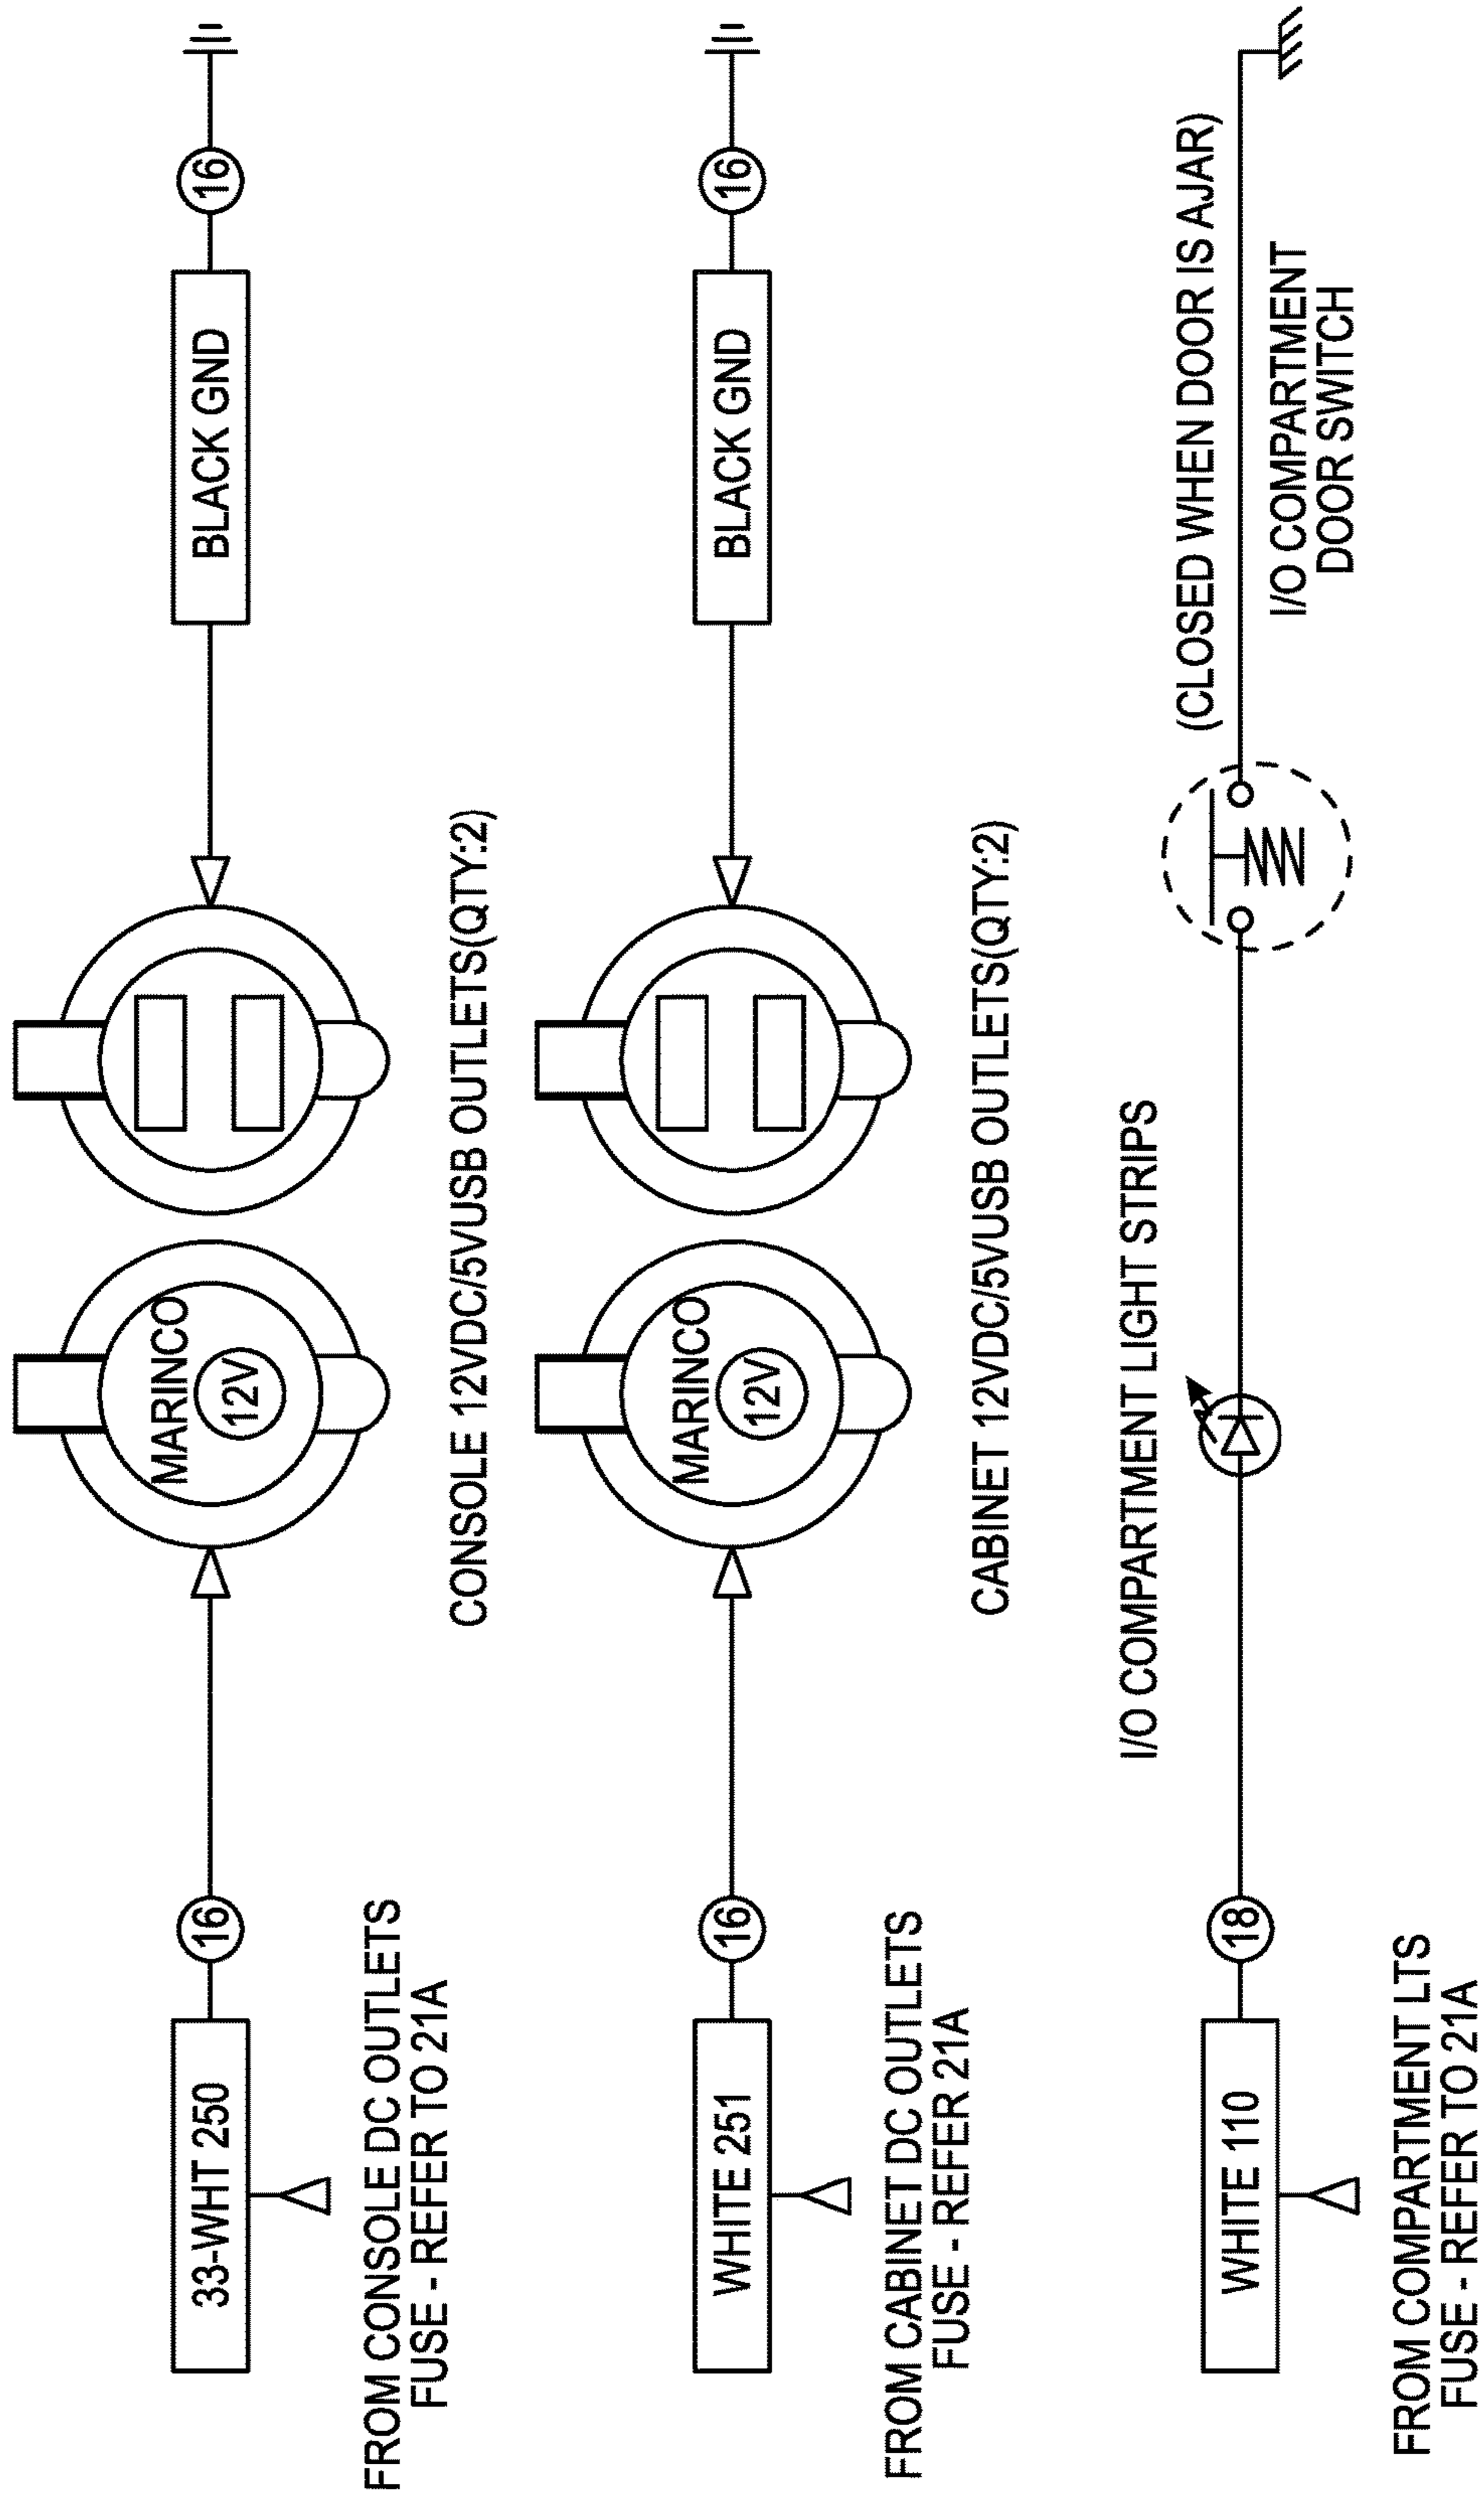 33-WHT 250
16
MARINCO
12V
BLACK GND
16
FROM CONSOLE DC OUTLETS
FUSE - REFER TO 21A
CONSOLE 12VDC/5VUSB OUTLETS(QTY:2)
WHITE 251
16
MARINCO
12V
BLACK GND
16
FROM CABINET DC OUTLETS
FUSE - REFER 21A
CABINET 12VDC/5VUSB OUTLETS(QTY:2)
I/O COMPARTMENT LIGHT STRIPS
(CLOSED WHEN DOOR IS AJAR)
WHITE 110
18
I/O COMPARTMENT
DOOR SWITCH
FROM COMPARTMENT LTS
FUSE - REFER TO 21A